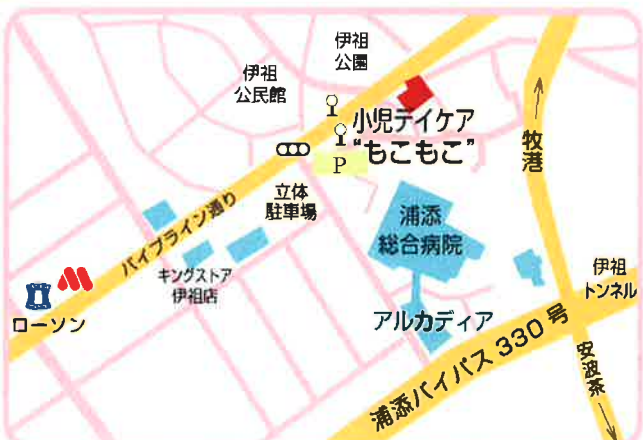 伊祖
公園
伊祖
公民館
小児デイケア
“もこもこ”
P
牧港
立体
駐車場
パイプライン通り
浦添
総合病院
キングストア
伊祖店
伊祖
トンネル
ローソン
アルカディア
浦添バイパス330号
安波茶